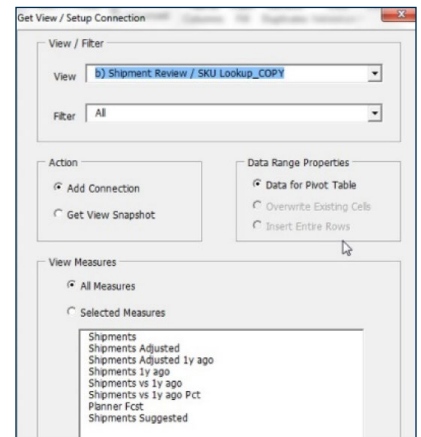 Get View / Setup Connection
View / Filter
View b) Shipment Review / SKU Lookup_COPY
Filter All
Action
Add Connection
Get View Snapshot
Data Range Properties
Data for Pivot Table
Overwrite Existing Cells
Insert Entire Rows
View Measures
All Measures
Selected Measures
Shipments
Shipments Adjusted
Shipments Adjusted 1y ago
Shipments 1y ago
Shipments vs 1y ago
Shipments vs 1y ago Pct
Planner Fcst
Shipments Suggested